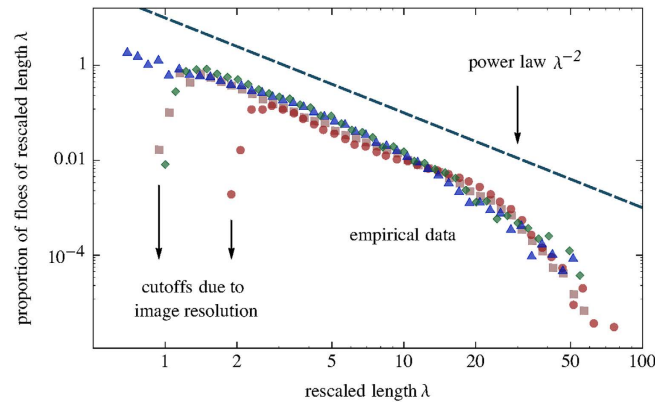 proportion of floes of rescaled length λ
1
0.01
10⁻⁴
power law λ⁻²
empirical data
cutoffs due to
image resolution
1 2 5 10 20 50 100
rescaled length λ